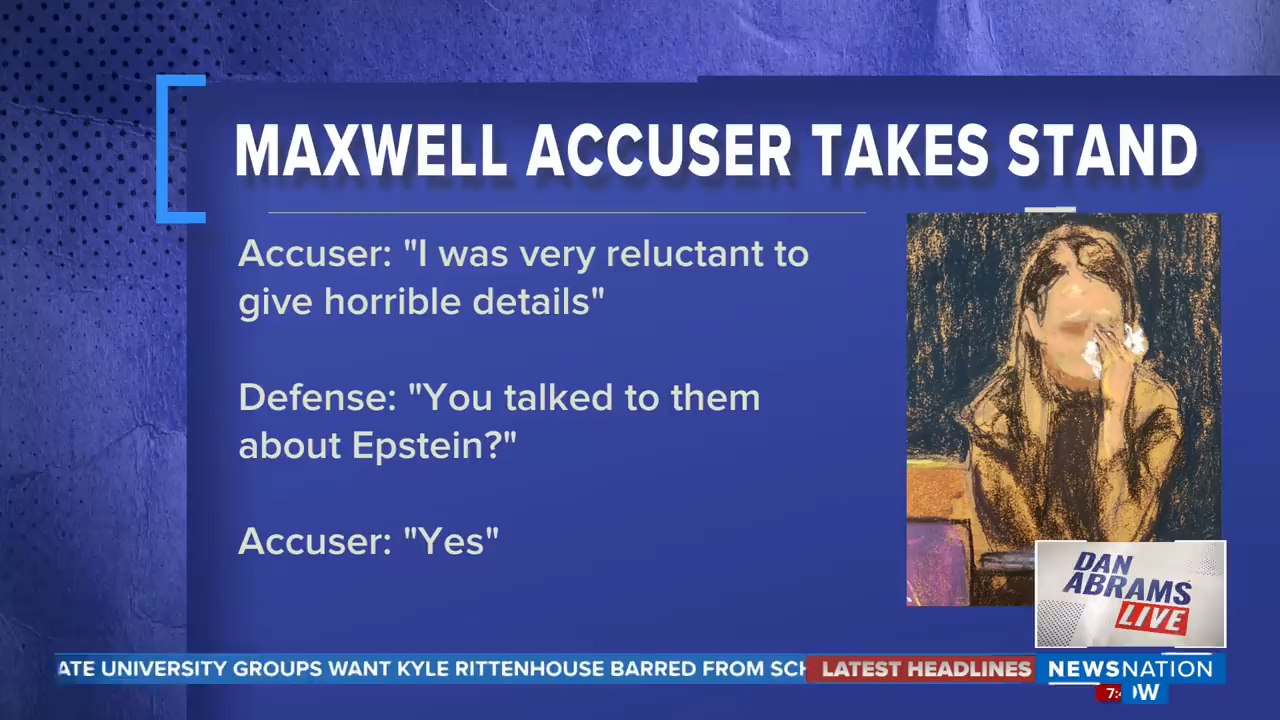 MAXWELL ACCUSER TAKES STAND
Accuser: "I was very reluctant to
give horrible details"
Defense: "You talked to them
about Epstein?"
Accuser: "Yes"
DAN
ABRAMS
LIVE
ATE UNIVERSITY GROUPS WANT KYLE RITTENHOUSE BARRED FROM SCH
LATEST HEADLINES
NEWSNATION